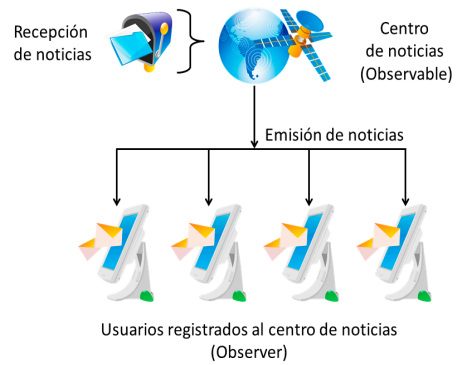 Recepción
de noticias
Centro
de noticias
(Observable)
Emisión de noticias
Usuarios registrados al centro de noticias
(Observer)